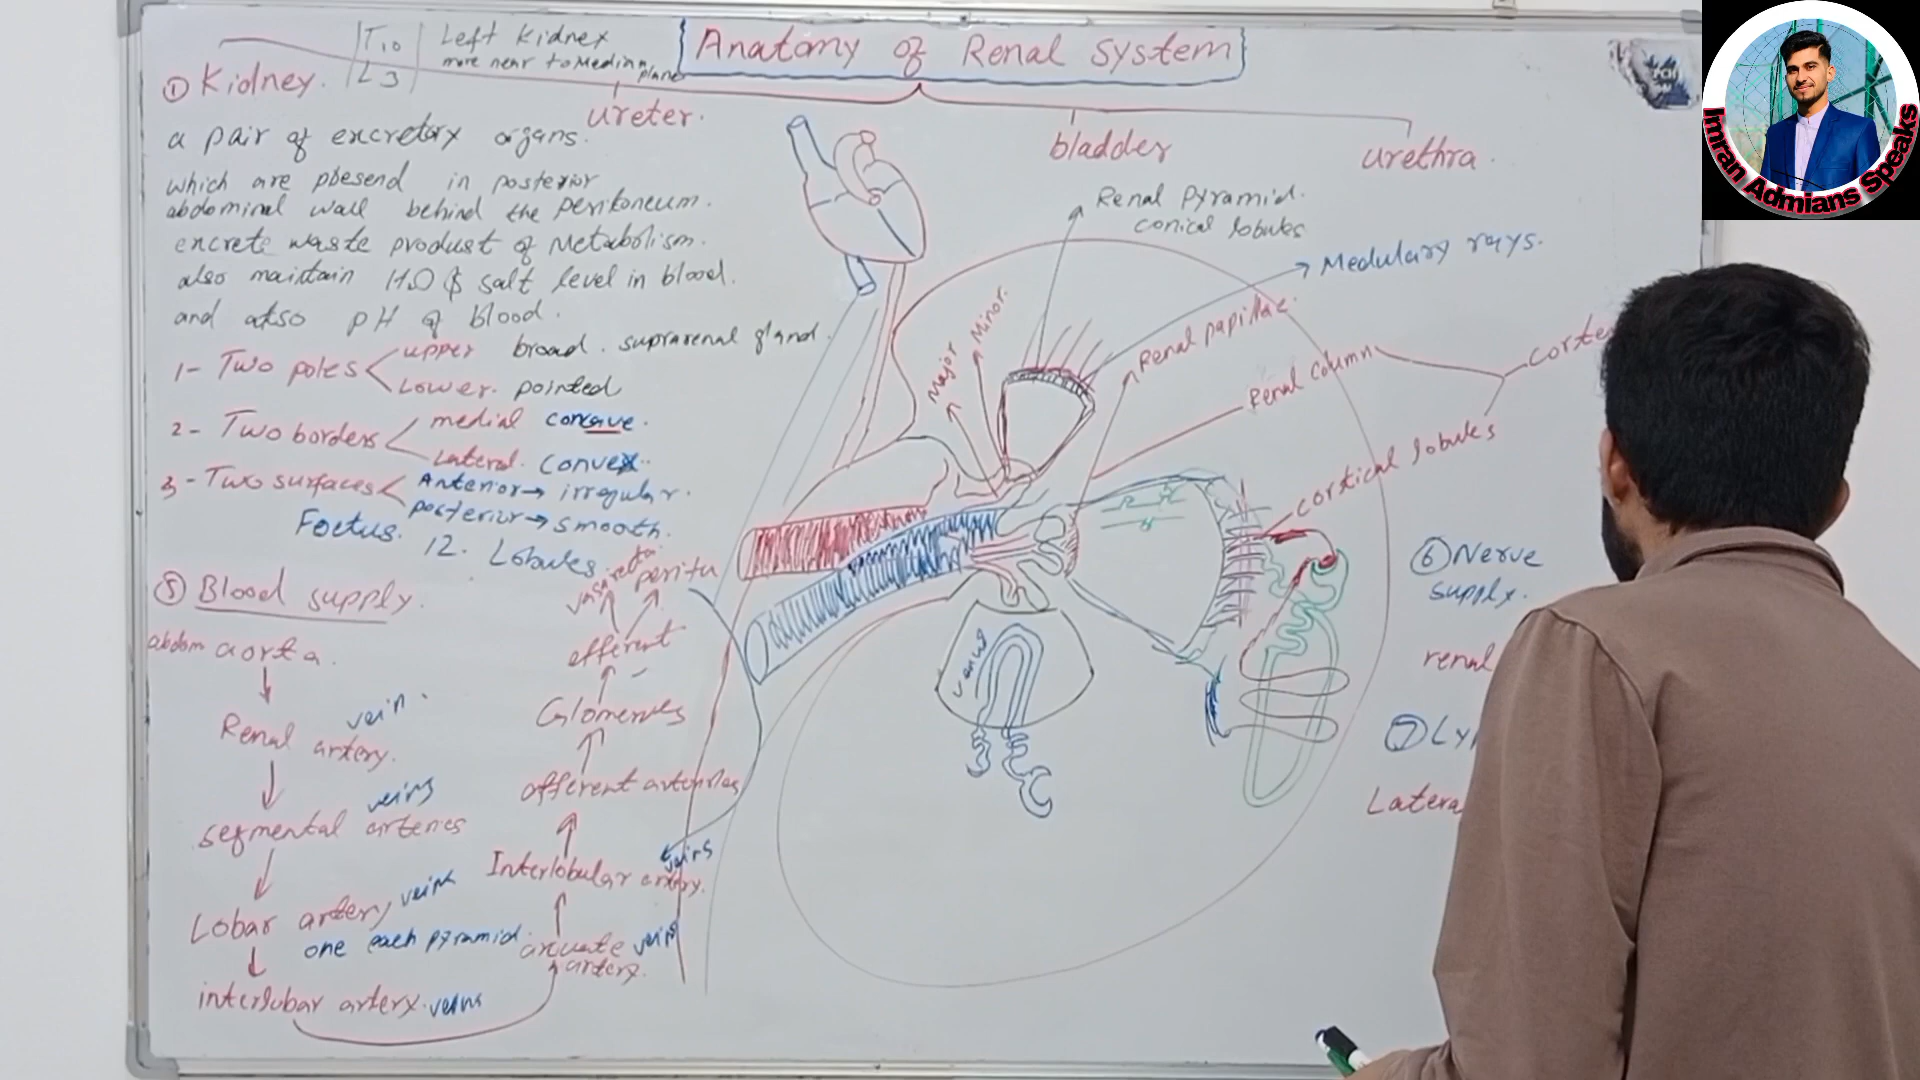 Anatomy of Renal System
T10
L3
Left Kidney
more near to Median plane
① Kidney.
ureter.
bladder
urethra.
a pair of excretory organs.
which are presend in posterior
abdominal wall behind the Peritoneum.
excrete waste product of Metabolism.
also maintain H2O & salt level in blood.
and also pH of blood.
1- Two poles
upper broad. suprarenal gland.
Lower. pointed
2- Two borders
medial concave.
Lateral. convex.
3- Two surfaces
Anterior → irregular.
posterior → smooth.
Foetus. 12. Lobules.
⑤ Blood supply.
abdom aorta.
Renal artery. vein.
segmental arteries veins
Lobar artery veins
one each pyramid.
interlobar artery. veins
arcuate artery. vein
Interlobular artery. veins
afferent arterioles
Glomerules
efferent
vasa recta
peritu
Renal Pyramid.
conical lobules
Medulary rays.
Major
Minor.
Renal papillae.
Renal column
Corte
cortical lobules
⑥ Nerve
supply.
renal
⑦ Ly
Latera
Imran Admians Speaks